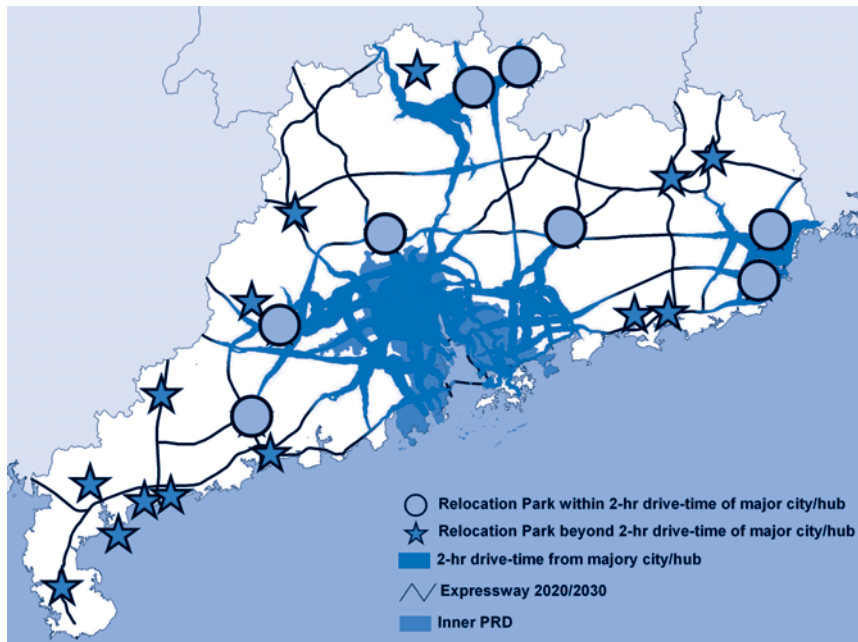 Relocation Park within 2-hr drive-time of major city/hub
Relocation Park beyond 2-hr drive-time of major city/hub
2-hr drive-time from majory city/hub
Expressway 2020/2030
Inner PRD